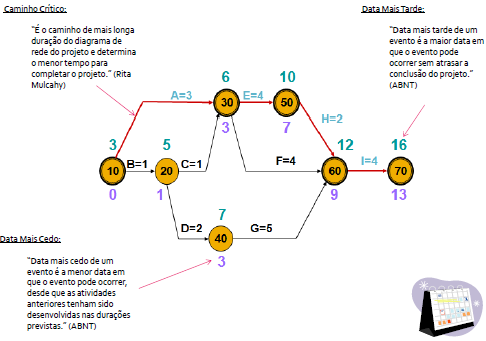 Caminho Crítico:
Data Mais Tarde:
"É o caminho de mais longa
duração do diagrama de
rede do projeto e determina
o menor tempo para
completar o projeto." (Rita
Mulcahy)
"Data mais tarde de um
evento é a maior data em
que o evento pode
ocorrer sem atrasar a
conclusão do projeto."
(ABNT)
6
10
A=3
E=4
30
50
3
7
H=2
3
5
12
16
B=1
C=1
F=4
I=4
10
20
60
70
0
1
9
13
7
D=2
G=5
40
3
Data Mais Cedo:
"Data mais cedo de um
evento é a menor data em
que o evento pode ocorrer,
desde que as atividades
anteriores tenham sido
desenvolvidas nas durações
previstas." (ABNT)